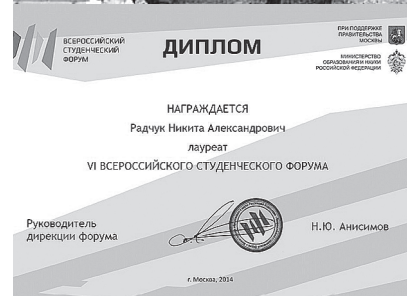 ВСЕРОССИЙСКИЙ
СТУДЕНЧЕСКИЙ
ФОРУМ
ДИПЛОМ
ПРИ ПОДДЕРЖКЕ
ПРАВИТЕЛЬСТВА
МОСКВЫ
МИНИСТЕРСТВО
ОБРАЗОВАНИЯ И НАУКИ
РОССИЙСКОЙ ФЕДЕРАЦИИ
НАГРАЖДАЕТСЯ
Радчук Никита Александрович
лауреат
VI ВСЕРОССИЙСКОГО СТУДЕНЧЕСКОГО ФОРУМА
Руководитель
дирекции форума
Н.Ю. Анисимов
г. Москва, 2014